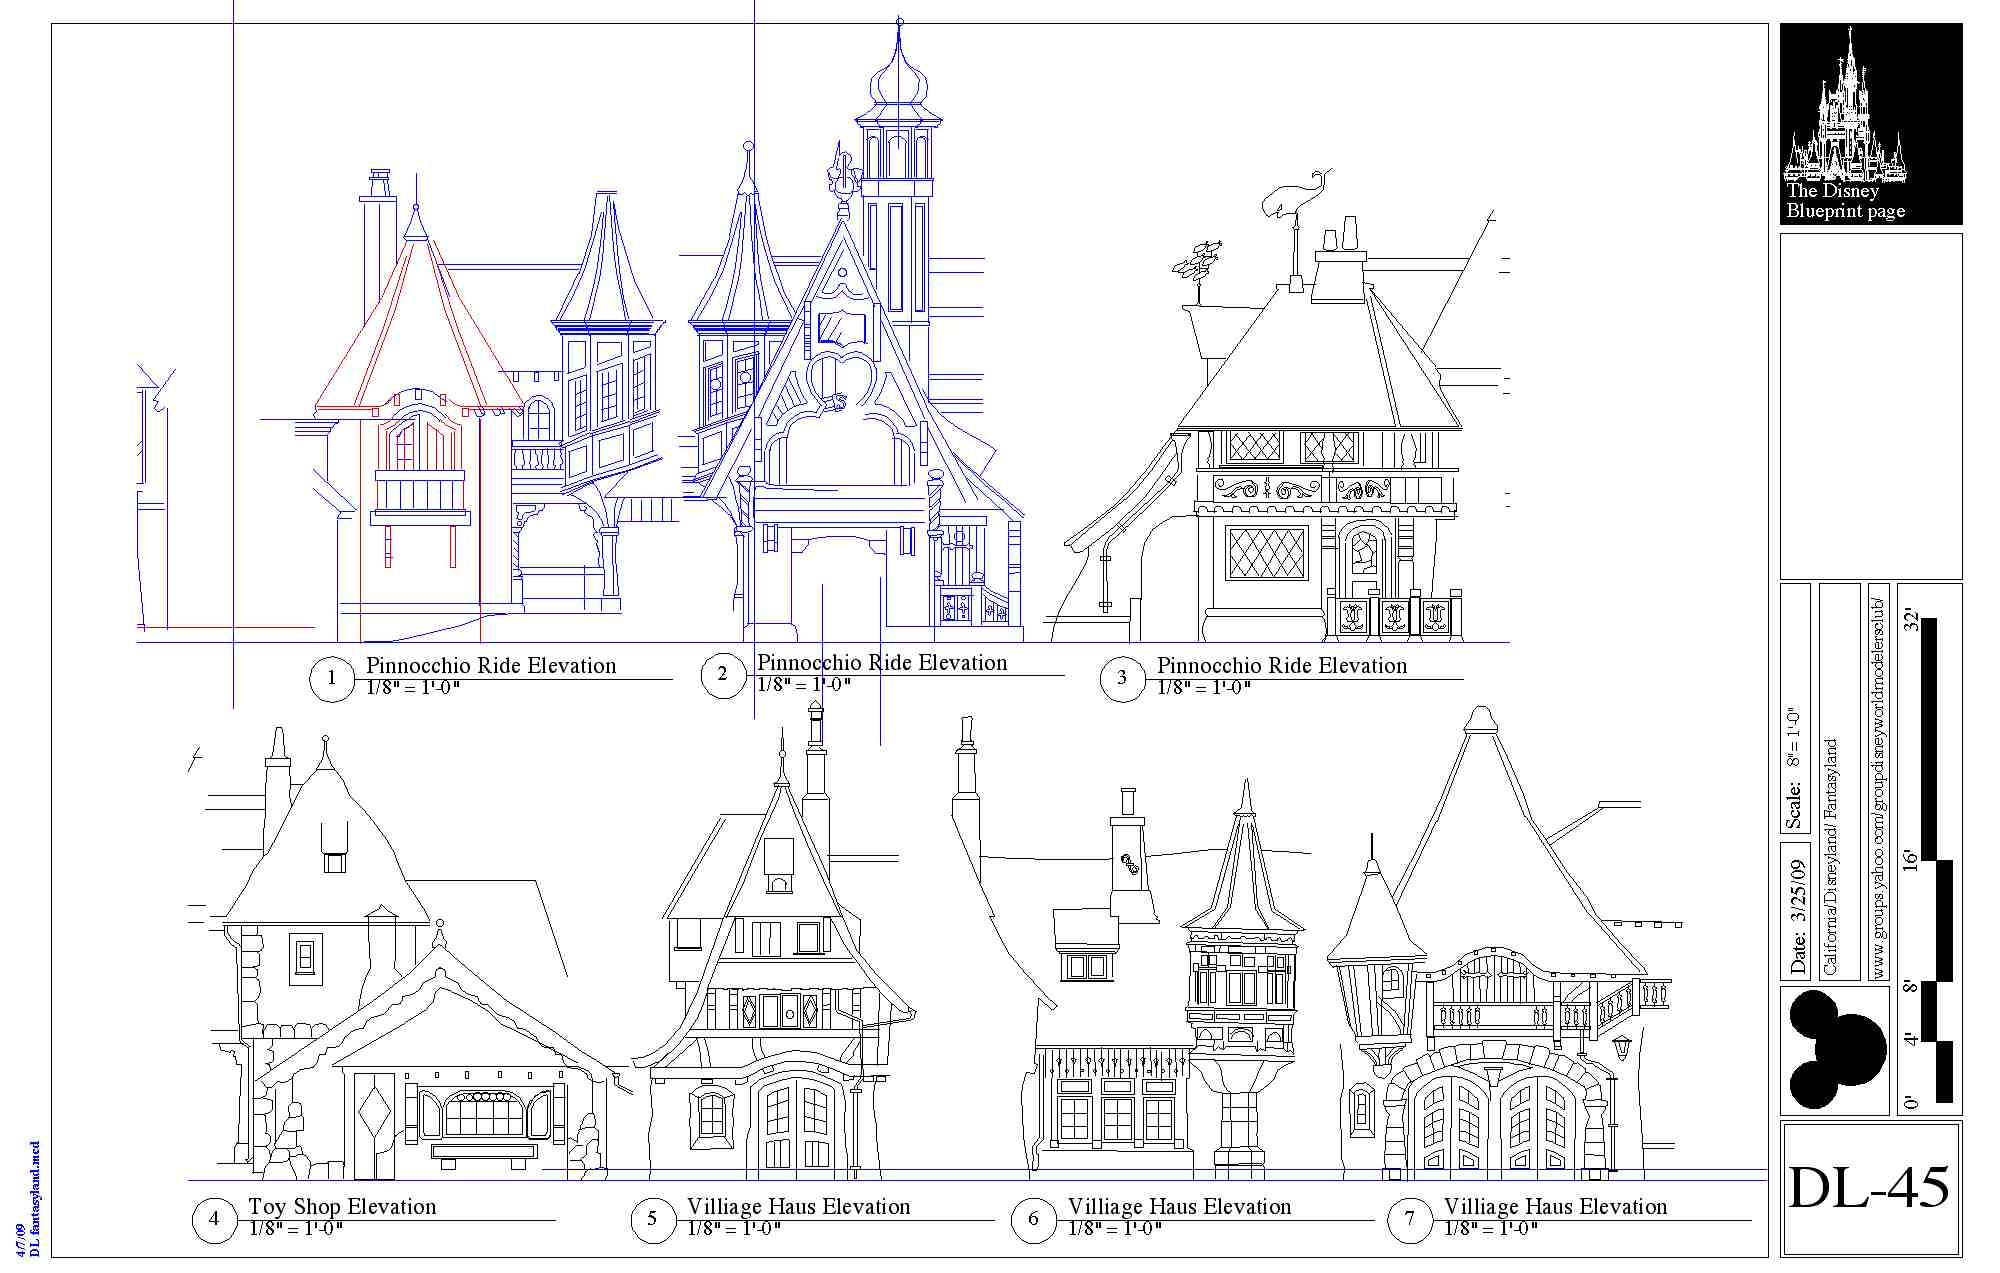 The Disney
Blueprint page
1
Pinnocchio Ride Elevation
1/8" = 1'-0"
2
Pinnocchio Ride Elevation
1/8" = 1'-0"
3
Pinnocchio Ride Elevation
1/8" = 1'-0"
4
Toy Shop Elevation
1/8" = 1'-0"
5
Villiage Haus Elevation
1/8" = 1'-0"
6
Villiage Haus Elevation
1/8" = 1'-0"
7
Villiage Haus Elevation
1/8" = 1'-0"
Scale: 8" = 1'-0"
Date: 3/25/09
California/Disneyland/ Fantasyland
www.groups.yahoo.com/groupdisneyworldmodelersclub/
32'
16'
8'
4'
0'
DL-45
4/7/09
DL fantasyland.mcd